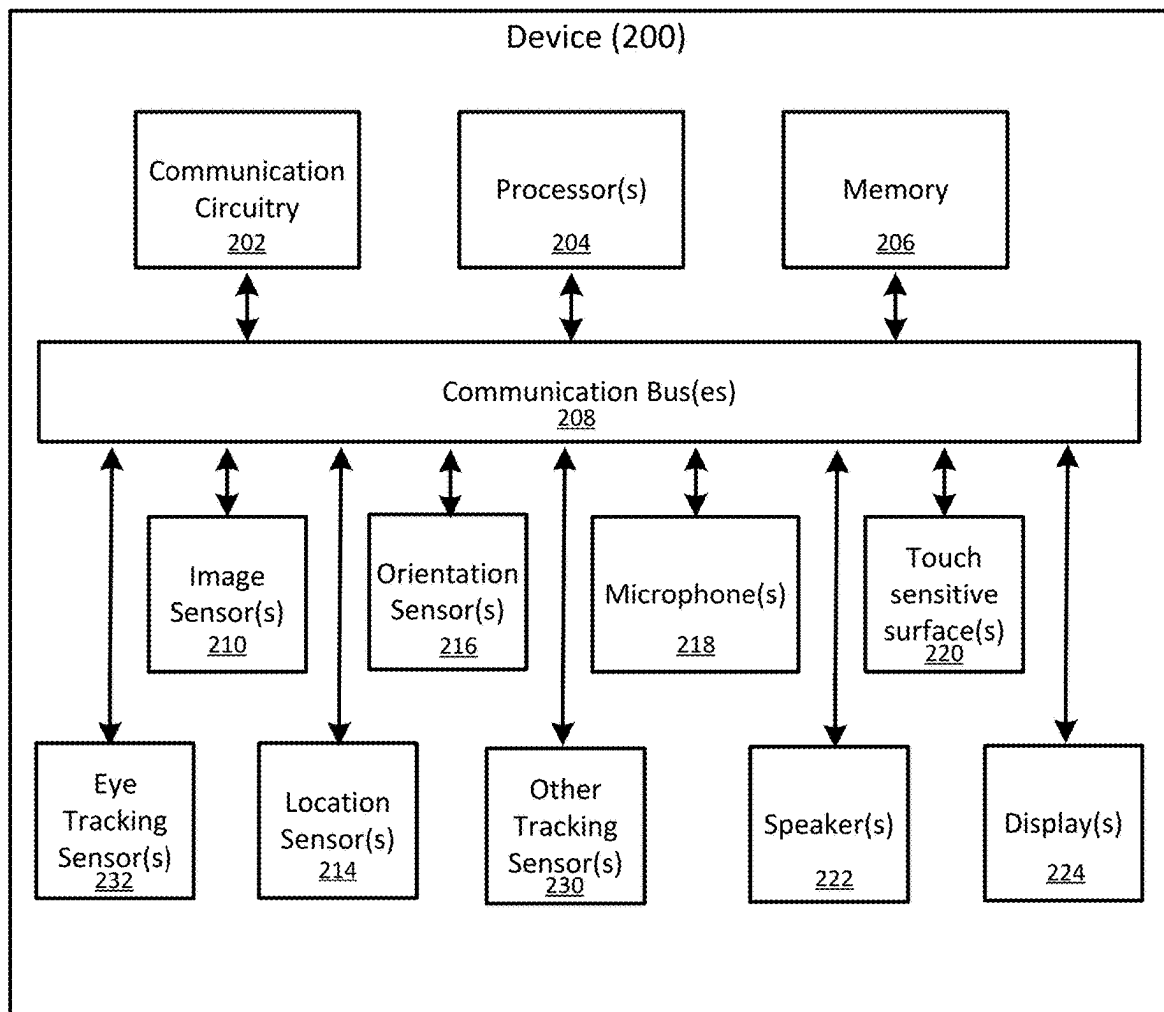 Device (200)
Communication
Circuitry
202
Processor(s)
204
Memory
206
Communication Bus(es)
208
Image
Sensor(s)
210
Orientation
Sensor(s)
216
Microphone(s)
218
Touch
sensitive
surface(s)
220
Eye
Tracking
Sensor(s)
232
Location
Sensor(s)
214
Other
Tracking
Sensor(s)
230
Speaker(s)
222
Display(s)
224